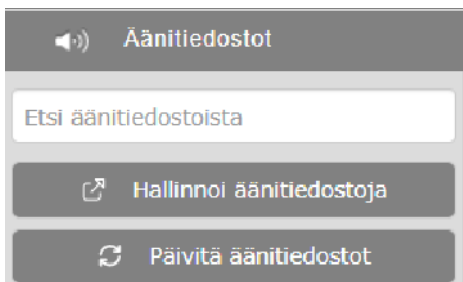 Äänitiedostot
Etsi äänitiedostoista
Hallinnoi äänitiedostoja
Päivitä äänitiedostot